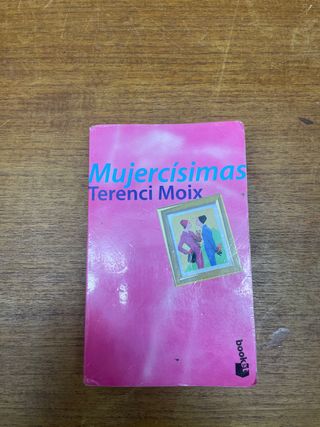 Mujercísimas
Terenci Moix
booket